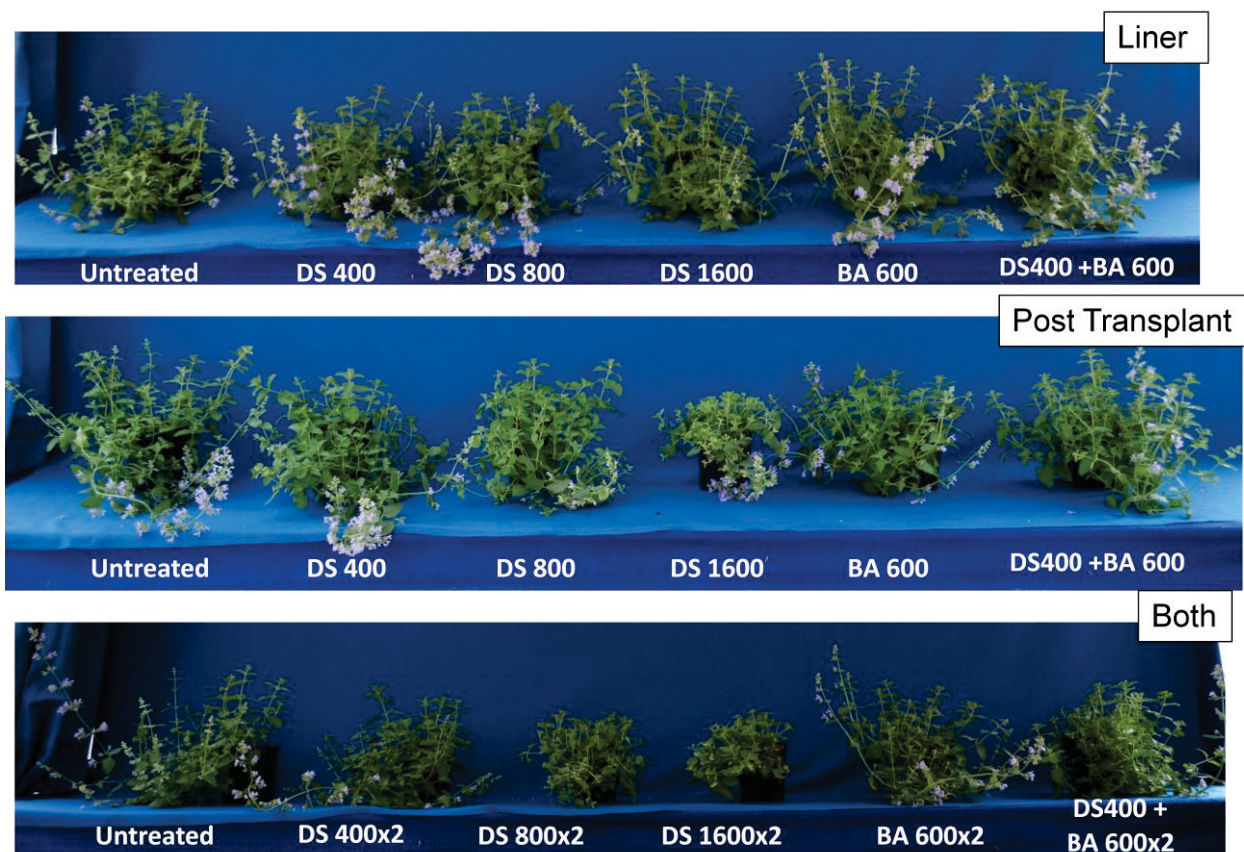 Liner
Untreated DS 400 DS 800 DS 1600 BA 600 DS400 +BA 600
Post Transplant
Untreated DS 400 DS 800 DS 1600 BA 600 DS400 +BA 600
Both
Untreated DS 400x2 DS 800x2 DS 1600x2 BA 600x2 DS400 +
BA 600x2